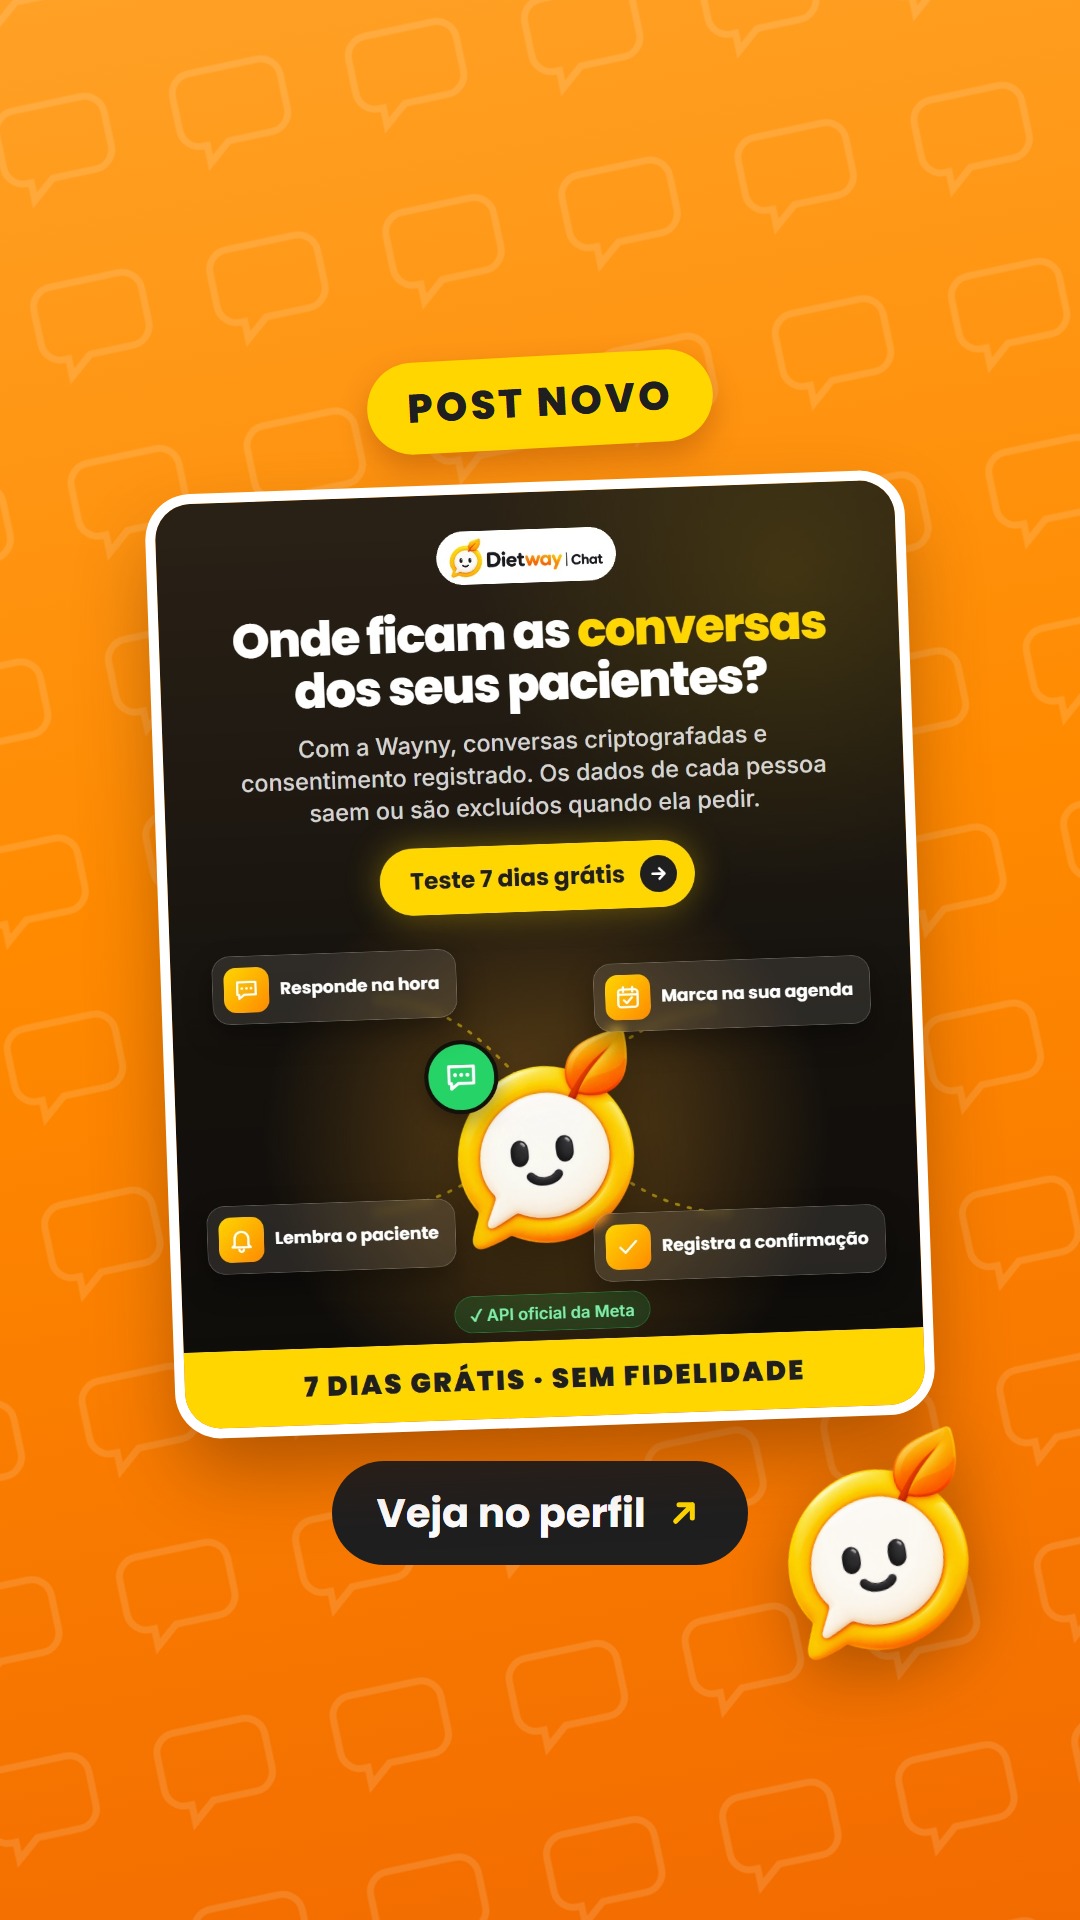 POST NOVO
Dietway | Chat
Onde ficam as conversas
dos seus pacientes?
Com a Wayny, conversas criptografadas e
consentimento registrado. Os dados de cada pessoa
saem ou são excluídos quando ela pedir.
Teste 7 dias grátis
Responde na hora
Marca na sua agenda
Lembra o paciente
Registra a confirmação
✓ API oficial da Meta
7 DIAS GRÁTIS • SEM FIDELIDADE
Veja no perfil